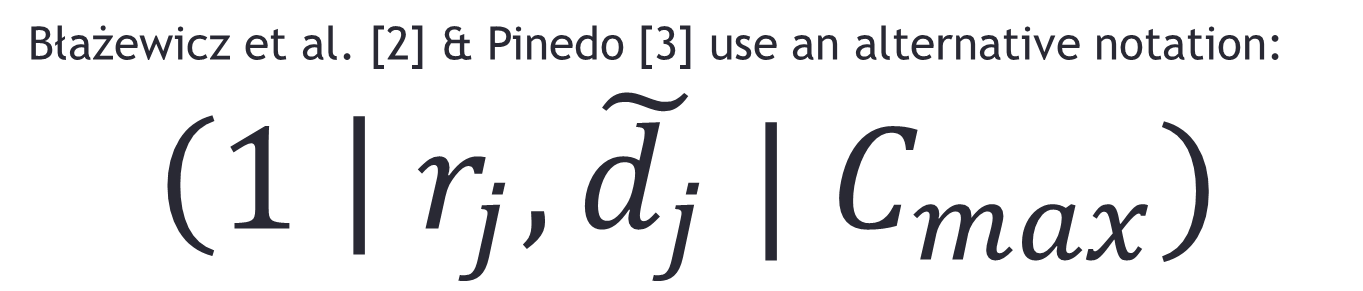 Błażewicz et al. [2] & Pinedo [3] use an alternative notation:
(1 | r_j, d̃_j | C_max)